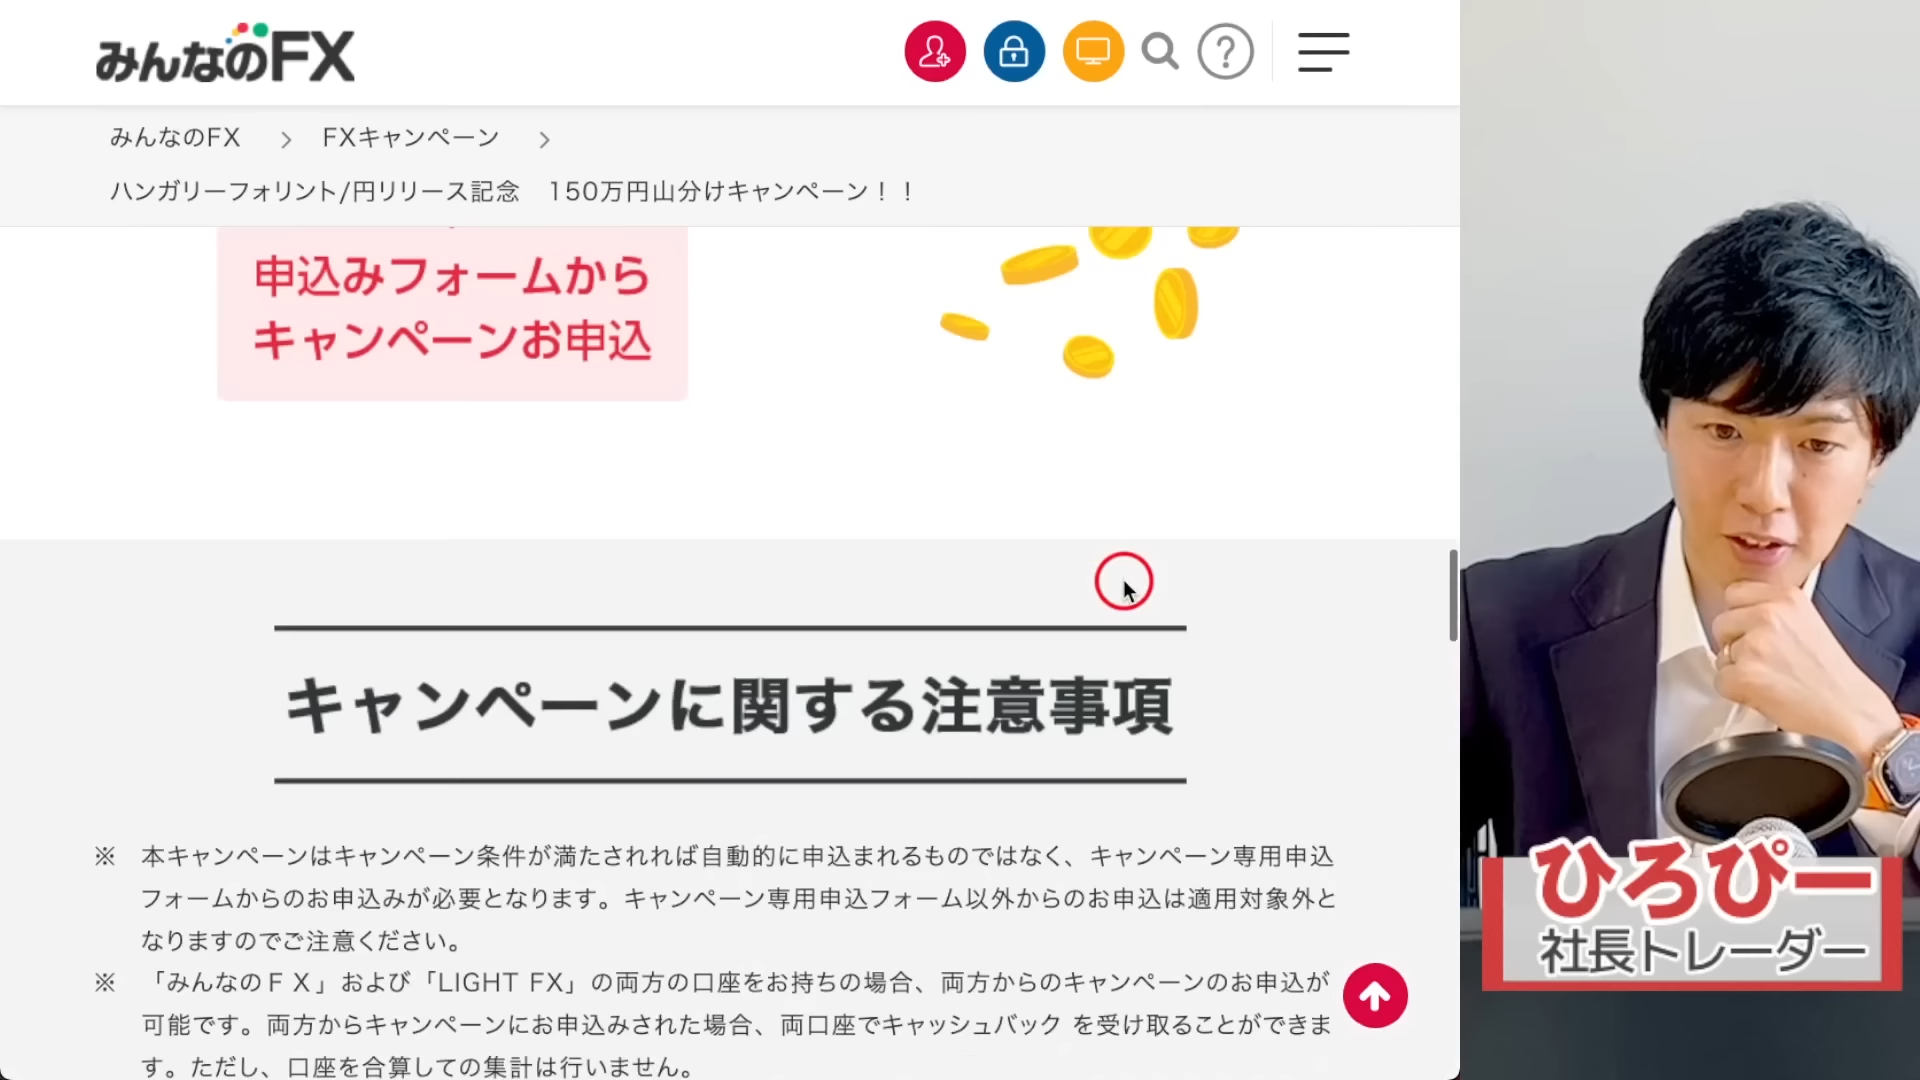 みんなのFX
みんなのFX > FXキャンペーン >
ハンガリーフォリント/円リリース記念 150万円山分けキャンペーン！！
申込みフォームから
キャンペーンお申込
キャンペーンに関する注意事項
※ 本キャンペーンはキャンペーン条件が満たされれば自動的に申込まれるものではなく、キャンペーン専用申込
フォームからのお申込みが必要となります。キャンペーン専用申込フォーム以外からのお申込は適用対象外と
なりますのでご注意ください。
※ 「みんなのＦＸ」および「LIGHT FX」の両方の口座をお持ちの場合、両方からのキャンペーンのお申込が
可能です。両方からキャンペーンにお申込みされた場合、両口座でキャッシュバック を受け取ることができま
す。ただし、口座を合算しての集計は行いません。
ひろぴー
社長トレーダー